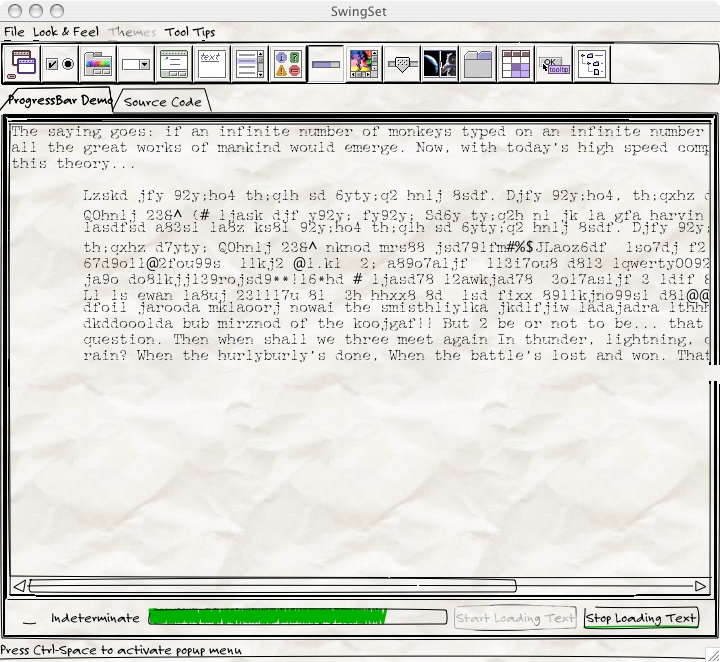 SwingSet
File Look & Feel Themes Tool Tips
text
OK
tooltip
ProgressBar Demo Source Code
The saying goes: if an infinite number of monkeys typed on an infinite number
all the great works of mankind would emerge. Now, with today's high speed comp
this theory...
Lzskd jfy 92y;ho4 th;qlh sd 6yty;q2 hnlj 8sdf. Djfy 92y;ho4, th;qxhz d
Q0hnlj 23&^ (# ljask djf y92y; fy92y; Sd6y ty;q2h nl jk la gfa harvin
lasdfsd a83sl la8z ks8l 92y;ho4 th;qlh sd 6yty;q2 hnlj 8sdf. Djfy 92y;
th;qxhz d7yty; Q0hnlj 23&^ nknod mrs88 jsd79lfm#%$JLaoz6df lso7dj f2
67d9o1l@2fou99s 1lkj2 @l.kl 2; a89o7aljf 1l3i7ou8 d8l3 lqwerty0092
ja9o do8lkjjl39rojsd9**!l6*hd # ljasd78 l2awkjad78 3ol7asljf 3 ldif 8
Ll ls ewan la8uj 23lll7u 8l 3h hhxx8 8d lsd fixx 89llkjno99sl d8l@@
dfoil jarooda mklaoorj nowai the smisthliylka jkdlfjiw ladajadra lthhh
dkddooolda bub mirznod of the koojgaf!! But 2 be or not to be... that
question. Then when shall we three meet again In thunder, lightning, o
rain? When the hurlyburly's done, When the battle's lost and won. That
Indeterminate Start Loading Text Stop Loading Text
Press Ctrl-Space to activate popup menu